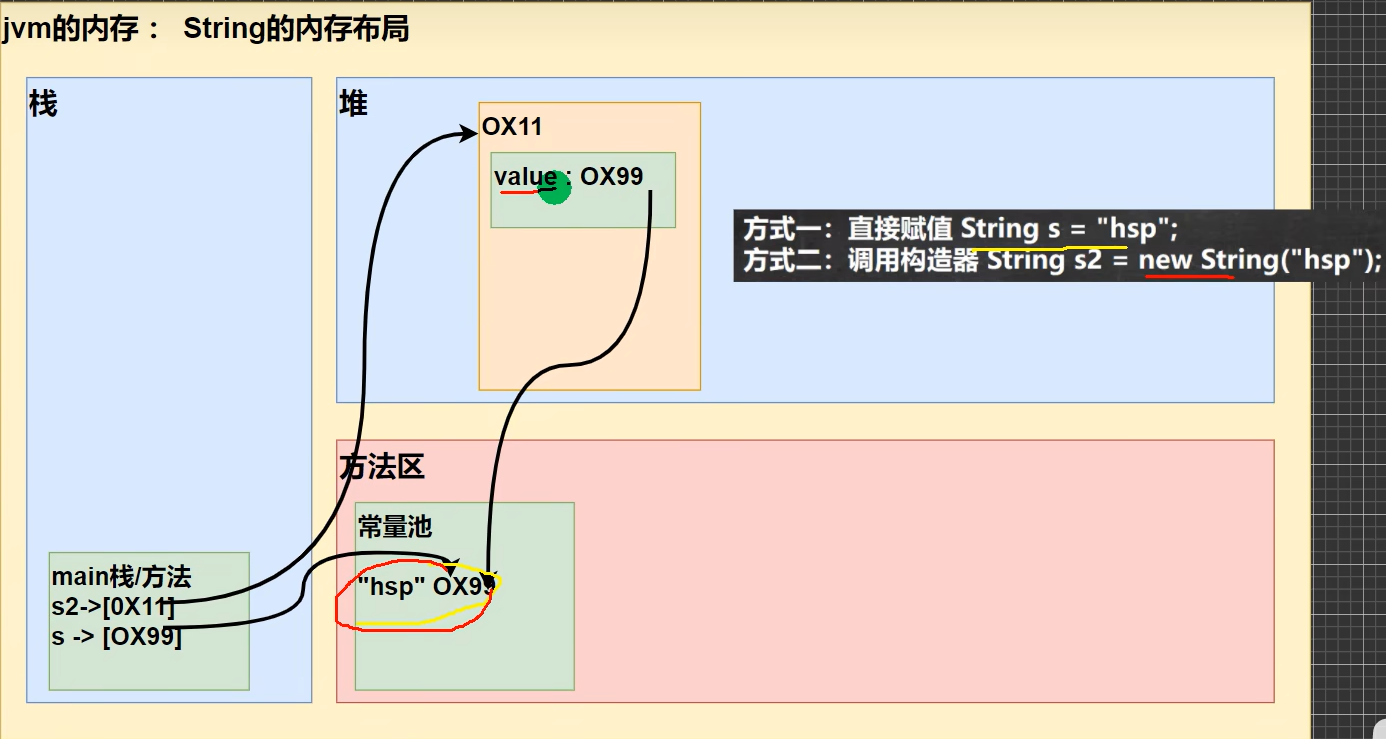 jvm的内存： String的内存布局
栈
堆
OX11
value : OX99
方式一：直接赋值 String s = "hsp";
方式二：调用构造器 String s2 = new String("hsp");
方法区
常量池
"hsp" OX99
main栈/方法
s2->[0X11]
s -> [OX99]